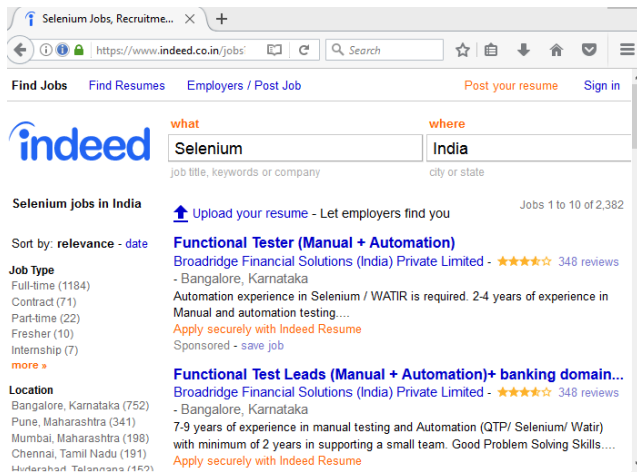 Selenium Jobs, Recruitme...
https://www.indeed.co.in/jobs
Search
Find Jobs Find Resumes Employers / Post Job Post your resume Sign in
what where
indeed
Selenium India
job title, keywords or company city or state
Selenium jobs in India
Upload your resume - Let employers find you
Jobs 1 to 10 of 2,382
Sort by: relevance - date
Job Type
Full-time (1184)
Contract (71)
Part-time (22)
Fresher (10)
Internship (7)
more »
Location
Bangalore, Karnataka (752)
Pune, Maharashtra (341)
Mumbai, Maharashtra (198)
Chennai, Tamil Nadu (191)
Hyderabad, Telangana (152)
Functional Tester (Manual + Automation)
Broadridge Financial Solutions (India) Private Limited - 348 reviews
- Bangalore, Karnataka
Automation experience in Selenium / WATIR is required. 2-4 years of experience in
Manual and automation testing....
Apply securely with Indeed Resume
Sponsored - save job
Functional Test Leads (Manual + Automation)+ banking domain...
Broadridge Financial Solutions (India) Private Limited - 348 reviews
- Bangalore, Karnataka
7-9 years of experience in manual testing and Automation (QTP/ Selenium/ Watir)
with minimum of 2 years in supporting a small team. Good Problem Solving Skills....
Apply securely with Indeed Resume